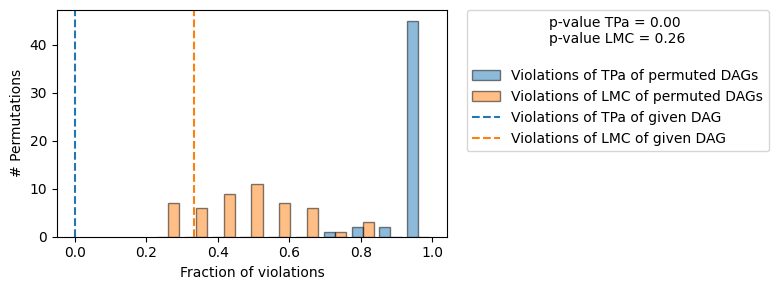 p-value TPa = 0.00
p-value LMC = 0.26
Violations of TPa of permuted DAGs
Violations of LMC of permuted DAGs
Violations of TPa of given DAG
Violations of LMC of given DAG
# Permutations
40
30
20
10
0
0.0 0.2 0.4 0.6 0.8 1.0
Fraction of violations